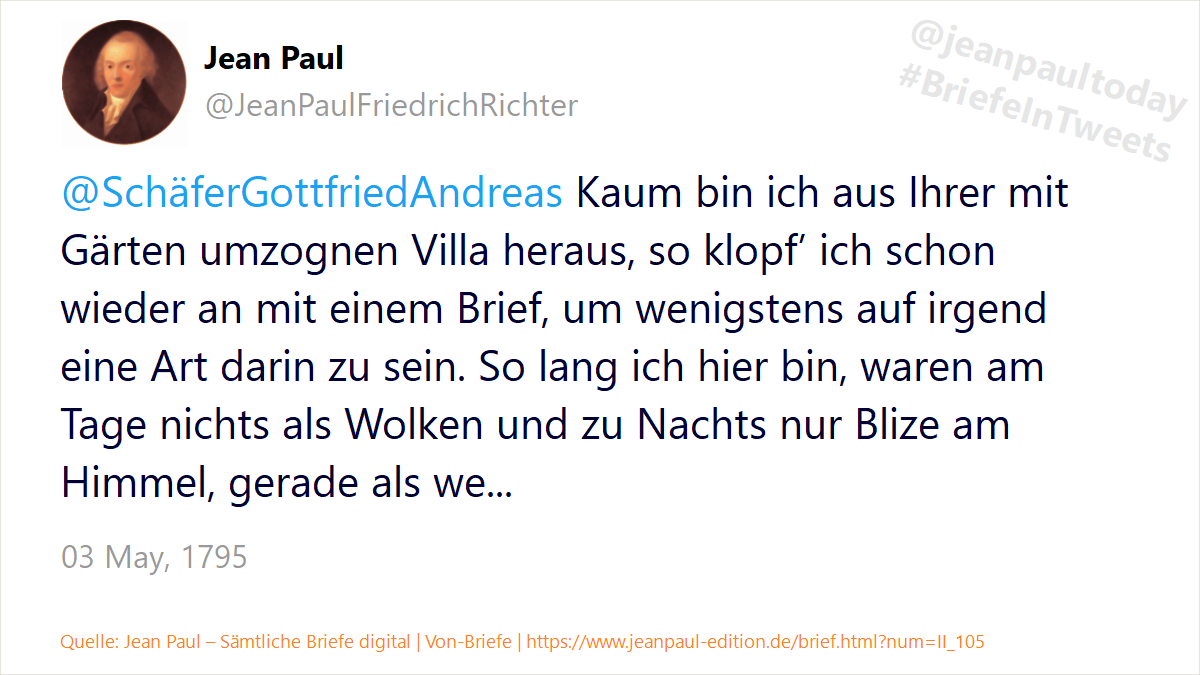 Jean Paul
@JeanPaulFriedrichRichter
@jeanpaultoday
#BriefeInTweets
@SchäferGottfriedAndreas Kaum bin ich aus Ihrer mit
Gärten umzognen Villa heraus, so klopf’ ich schon
wieder an mit einem Brief, um wenigstens auf irgend
eine Art darin zu sein. So lang ich hier bin, waren am
Tage nichts als Wolken und zu Nachts nur Blize am
Himmel, gerade als we...
03 May, 1795
Quelle: Jean Paul – Sämtliche Briefe digital | Von-Briefe | https://www.jeanpaul-edition.de/brief.html?num=II_105